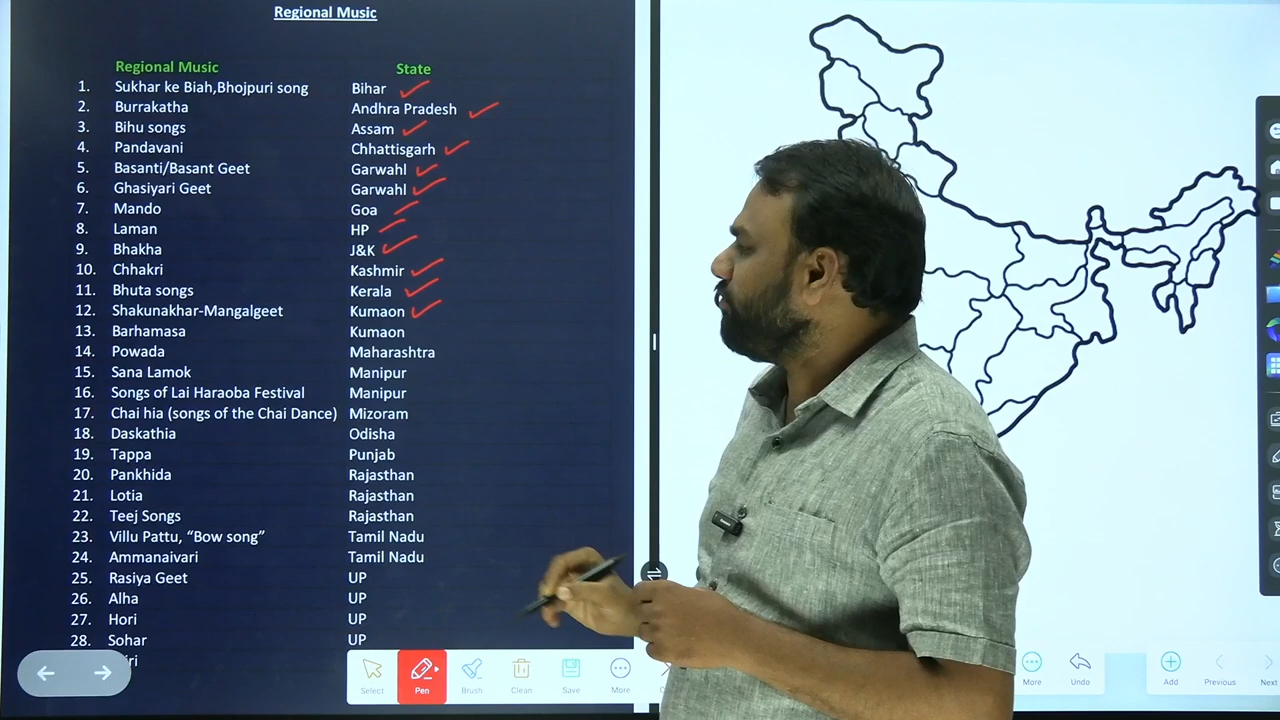 Regional Music
Regional Music State
1. Sukhar ke Biah,Bhojpuri song Bihar
2. Burrakatha Andhra Pradesh
3. Bihu songs Assam
4. Pandavani Chhattisgarh
5. Basanti/Basant Geet Garwahl
6. Ghasiyari Geet Garwahl
7. Mando Goa
8. Laman HP
9. Bhakha J&K
10. Chhakri Kashmir
11. Bhuta songs Kerala
12. Shakunakhar-Mangalgeet Kumaon
13. Barhamasa Kumaon
14. Powada Maharashtra
15. Sana Lamok Manipur
16. Songs of Lai Haraoba Festival Manipur
17. Chai hia (songs of the Chai Dance) Mizoram
18. Daskathia Odisha
19. Tappa Punjab
20. Pankhida Rajasthan
21. Lotia Rajasthan
22. Teej Songs Rajasthan
23. Villu Pattu, “Bow song” Tamil Nadu
24. Ammanaivari Tamil Nadu
25. Rasiya Geet UP
26. Alha UP
27. Hori UP
28. Sohar UP
Select Pen Brush Clean Save More
More Undo Add Previous Next